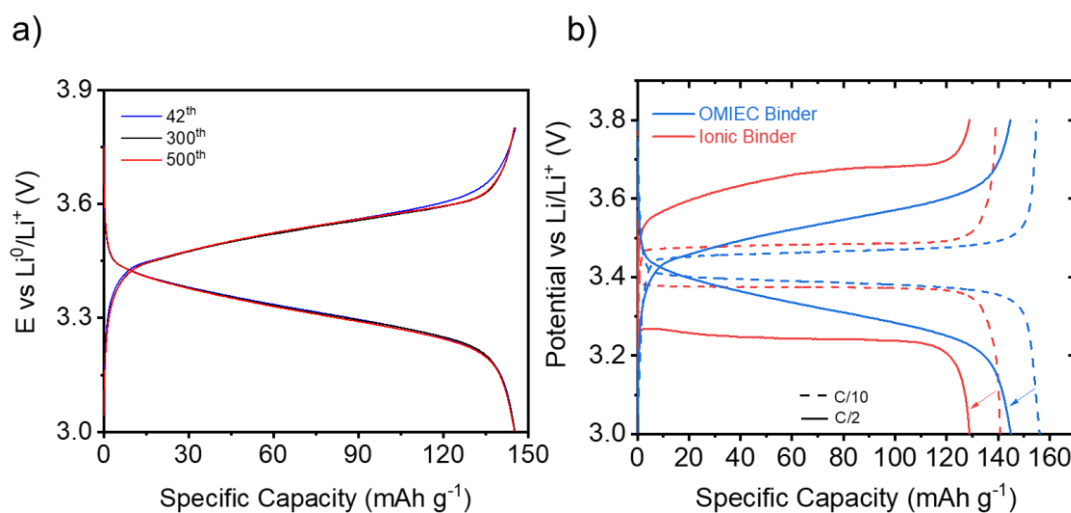 a)
3.9
3.6
3.3
3.0
E vs Li⁰/Li⁺ (V)
42ᵗʰ
300ᵗʰ
500ᵗʰ
0 30 60 90 120 150
Specific Capacity (mAh g⁻¹)
b)
3.8
3.6
3.4
3.2
3.0
Potential vs Li/Li⁺ (V)
OMIEC Binder
Ionic Binder
C/10
C/2
0 20 40 60 80 100 120 140 160
Specific Capacity (mAh g⁻¹)